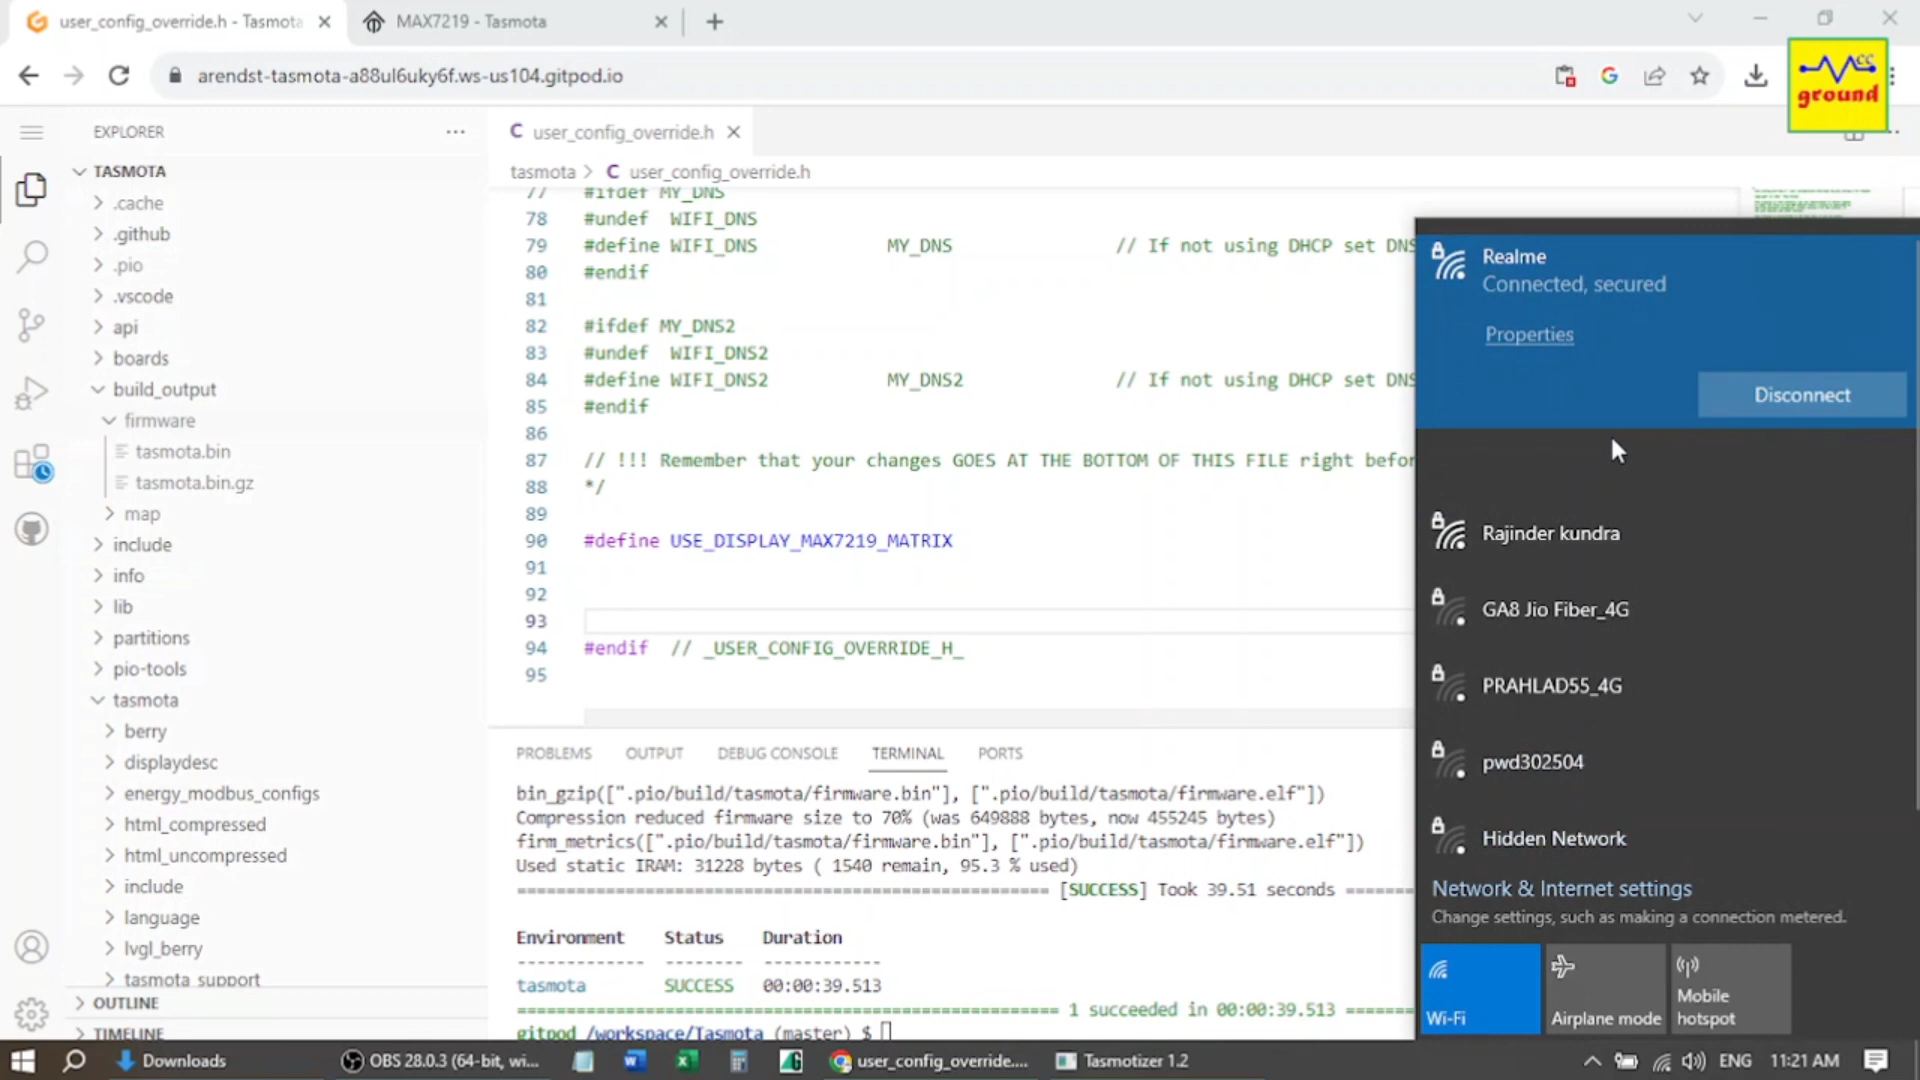 user_config_override.h - Tasmota
MAX7219 - Tasmota
arendst-tasmota-a88ul6uky6f.ws-us104.gitpod.io
CC
ground
EXPLORER
TASMOTA
.cache
.github
.pio
.vscode
api
boards
build_output
firmware
tasmota.bin
tasmota.bin.gz
map
include
info
lib
partitions
pio-tools
tasmota
berry
displaydesc
energy_modbus_configs
html_compressed
html_uncompressed
include
language
lvgl_berry
tasmota_support
OUTLINE
TIMELINE
C user_config_override.h
tasmota > C user_config_override.h
77 #ifdef MY_DNS
78 #undef WIFI_DNS
79 #define WIFI_DNS MY_DNS // If not using DHCP set DNS
80 #endif
81
82 #ifdef MY_DNS2
83 #undef WIFI_DNS2
84 #define WIFI_DNS2 MY_DNS2 // If not using DHCP set DNS
85 #endif
86
87 // !!! Remember that your changes GOES AT THE BOTTOM OF THIS FILE right befor
88 */
89
90 #define USE_DISPLAY_MAX7219_MATRIX
91
92
93
94 #endif // _USER_CONFIG_OVERRIDE_H_
95
PROBLEMS OUTPUT DEBUG CONSOLE TERMINAL PORTS
bin_gzip([".pio/build/tasmota/firmware.bin"], [".pio/build/tasmota/firmware.elf"])
Compression reduced firmware size to 70% (was 649888 bytes, now 455245 bytes)
firm_metrics([".pio/build/tasmota/firmware.bin"], [".pio/build/tasmota/firmware.elf"])
Used static IRAM: 31228 bytes ( 1540 remain, 95.3 % used)
================================================= [SUCCESS] Took 39.51 seconds =======
Environment Status Duration
------------- -------- ------------
tasmota SUCCESS 00:00:39.513
================================================== 1 succeeded in 00:00:39.513 =======
gitpod /workspace/Tasmota (master) $
Realme
Connected, secured
Properties
Disconnect
Rajinder kundra
GA8 Jio Fiber_4G
PRAHLAD55_4G
pwd302504
Hidden Network
Network & Internet settings
Change settings, such as making a connection metered.
Wi-Fi
Airplane mode
Mobile
hotspot
Downloads
OBS 28.0.3 (64-bit, wi...
user_config_override....
Tasmotizer 1.2
ENG
11:21 AM